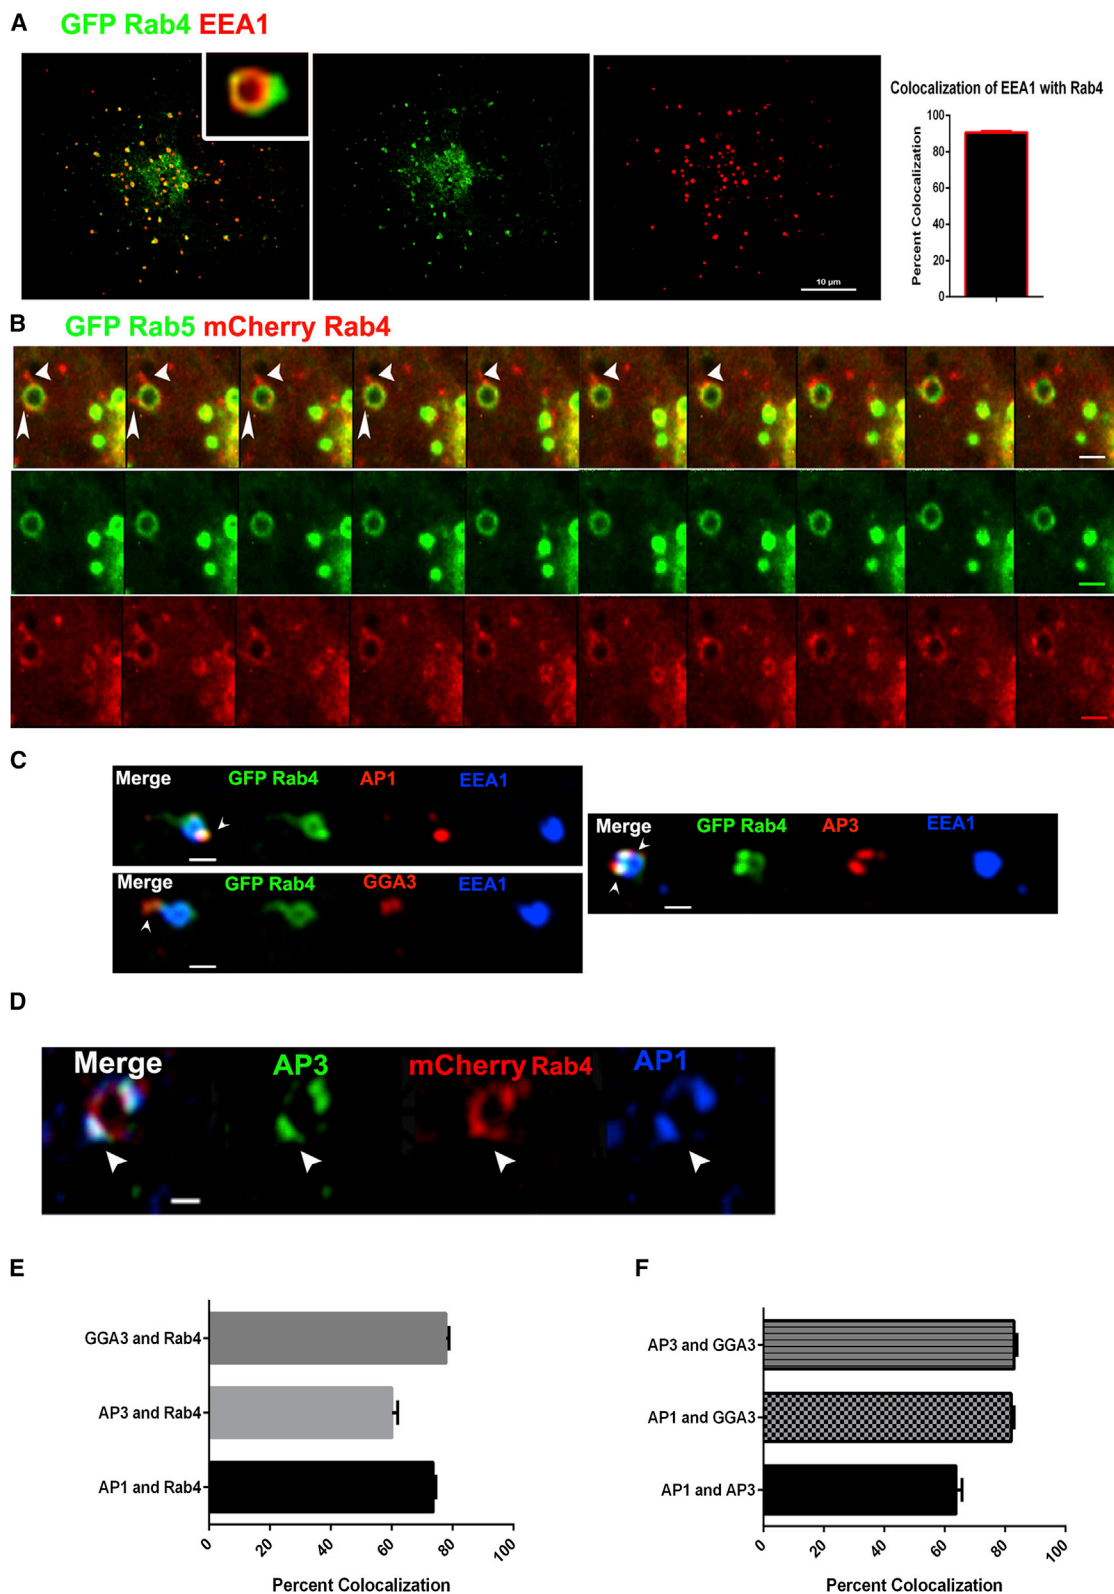 A
GFP Rab4 EEA1
Colocalization of EEA1 with Rab4
Percent Colocalization
100
80
60
40
20
0
10 µm
B
GFP Rab5 mCherry Rab4
C
Merge GFP Rab4 AP1 EEA1
Merge GFP Rab4 GGA3 EEA1
Merge GFP Rab4 AP3 EEA1
D
Merge AP3 mCherry Rab4 AP1
E
GGA3 and Rab4
AP3 and Rab4
AP1 and Rab4
0 20 40 60 80 100
Percent Colocalization
F
AP3 and GGA3
AP1 and GGA3
AP1 and AP3
0 20 40 60 80 100
Percent Colocalization